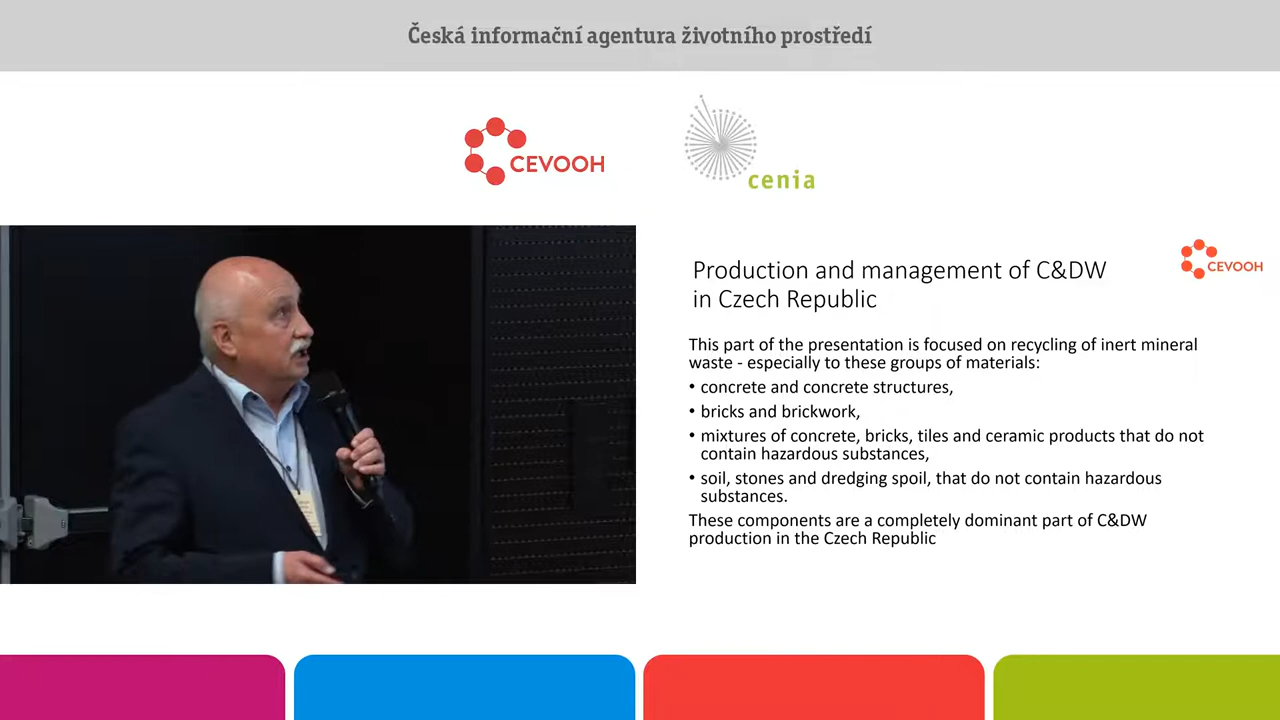 Česká informační agentura životního prostředí
CEVOOH
cenia
Production and management of C&DW
in Czech Republic
CEVOOH
This part of the presentation is focused on recycling of inert mineral
waste - especially to these groups of materials:
• concrete and concrete structures,
• bricks and brickwork,
• mixtures of concrete, bricks, tiles and ceramic products that do not
contain hazardous substances,
• soil, stones and dredging spoil, that do not contain hazardous
substances.
These components are a completely dominant part of C&DW
production in the Czech Republic